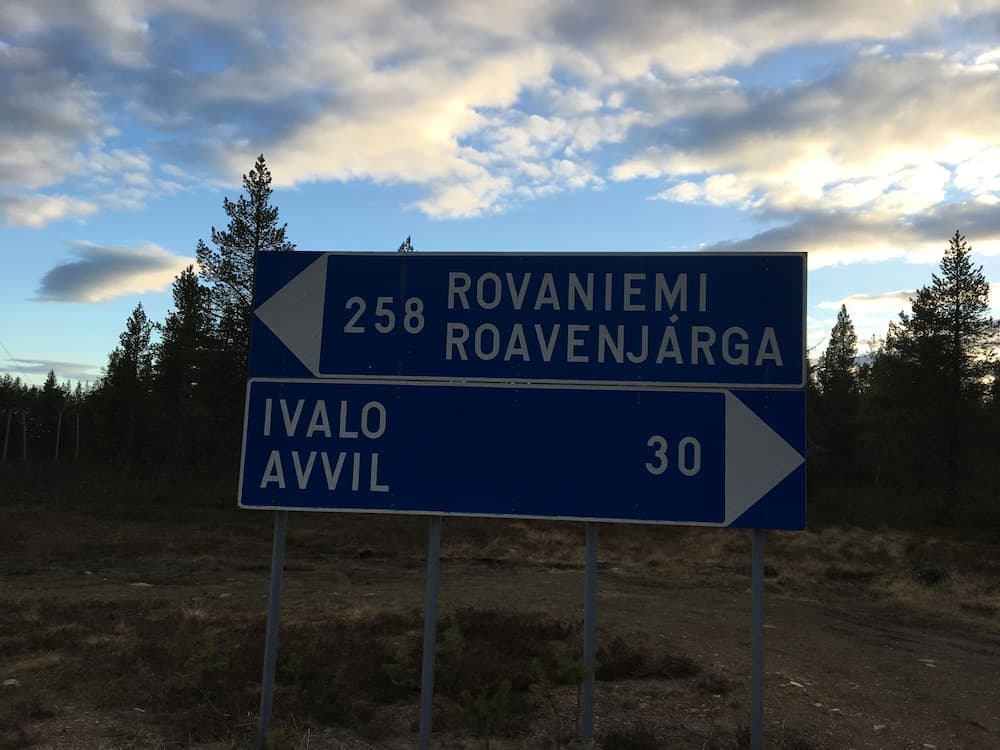 258 ROVANIEMI
ROAVENJÁRGA
IVALO
AVVIL
30